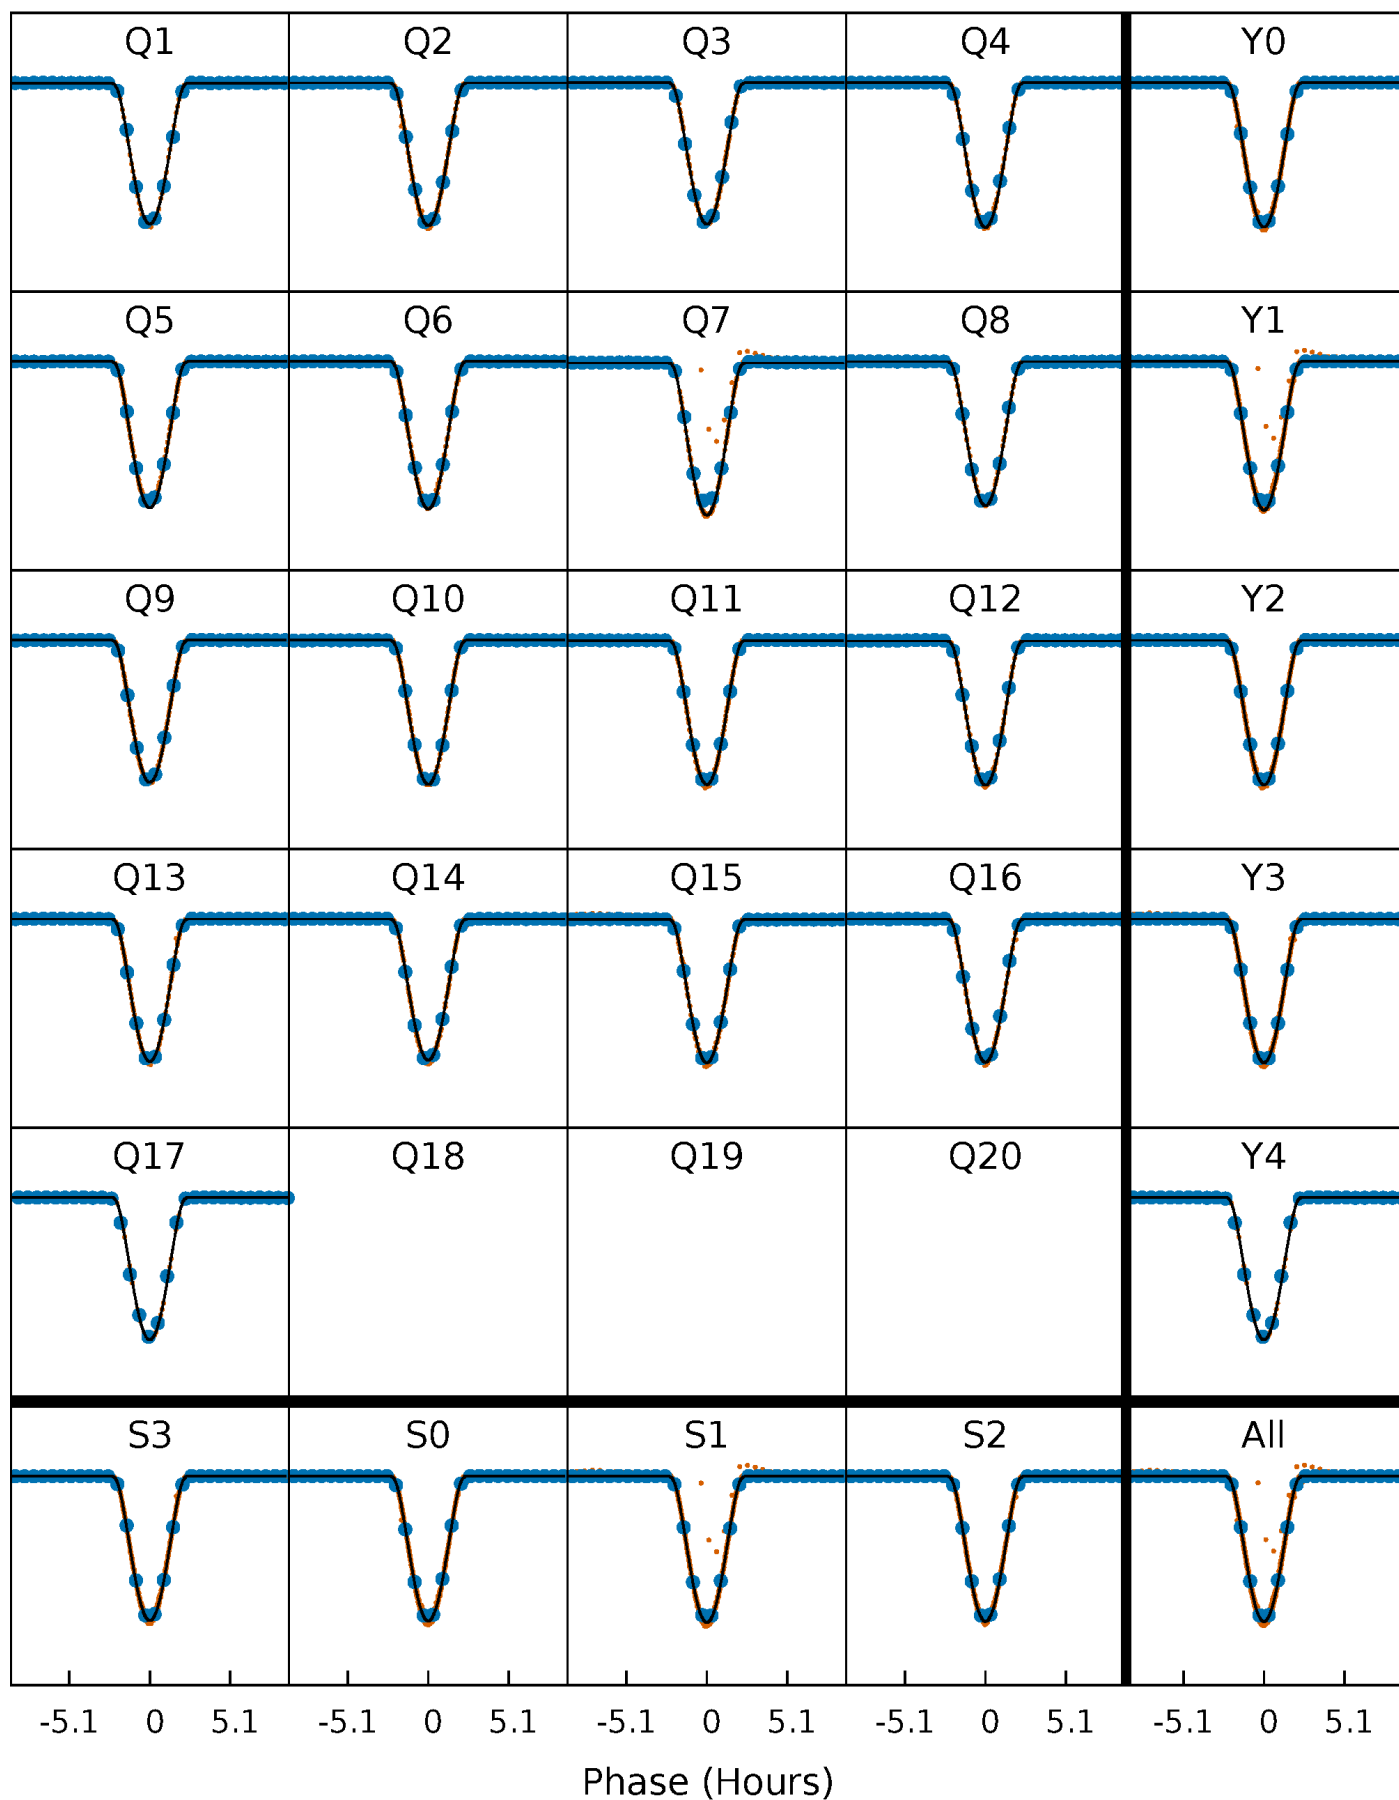 Q1 Q2 Q3 Q4 Y0
Q5 Q6 Q7 Q8 Y1
Q9 Q10 Q11 Q12 Y2
Q13 Q14 Q15 Q16 Y3
Q17 Q18 Q19 Q20 Y4
S3 S0 S1 S2 All
-5.1 0 5.1 -5.1 0 5.1 -5.1 0 5.1 -5.1 0 5.1 -5.1 0 5.1
Phase (Hours)